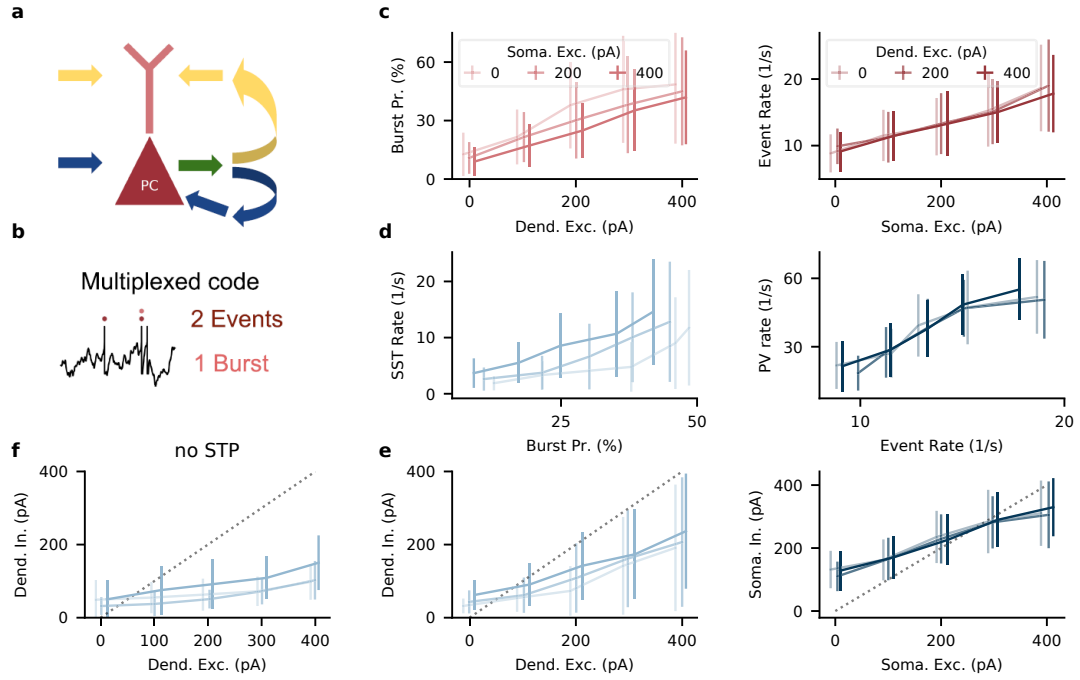 a
PC
b
Multiplexed code
2 Events
1 Burst
c
Burst Pr. (%)
60
30
0
Soma. Exc. (pA)
0 200 400
0 200 400
Dend. Exc. (pA)
Event Rate (1/s)
20
10
Dend. Exc. (pA)
0 200 400
0 200 400
Soma. Exc. (pA)
d
SST Rate (1/s)
20
10
0
25 50
Burst Pr. (%)
PV rate (1/s)
60
30
10 20
Event Rate (1/s)
f
no STP
Dend. In. (pA)
400
200
0
0 100 200 300 400
Dend. Exc. (pA)
e
Dend. In. (pA)
400
200
0
0 200 400
Dend. Exc. (pA)
Soma. In. (pA)
400
200
0
0 200 400
Soma. Exc. (pA)